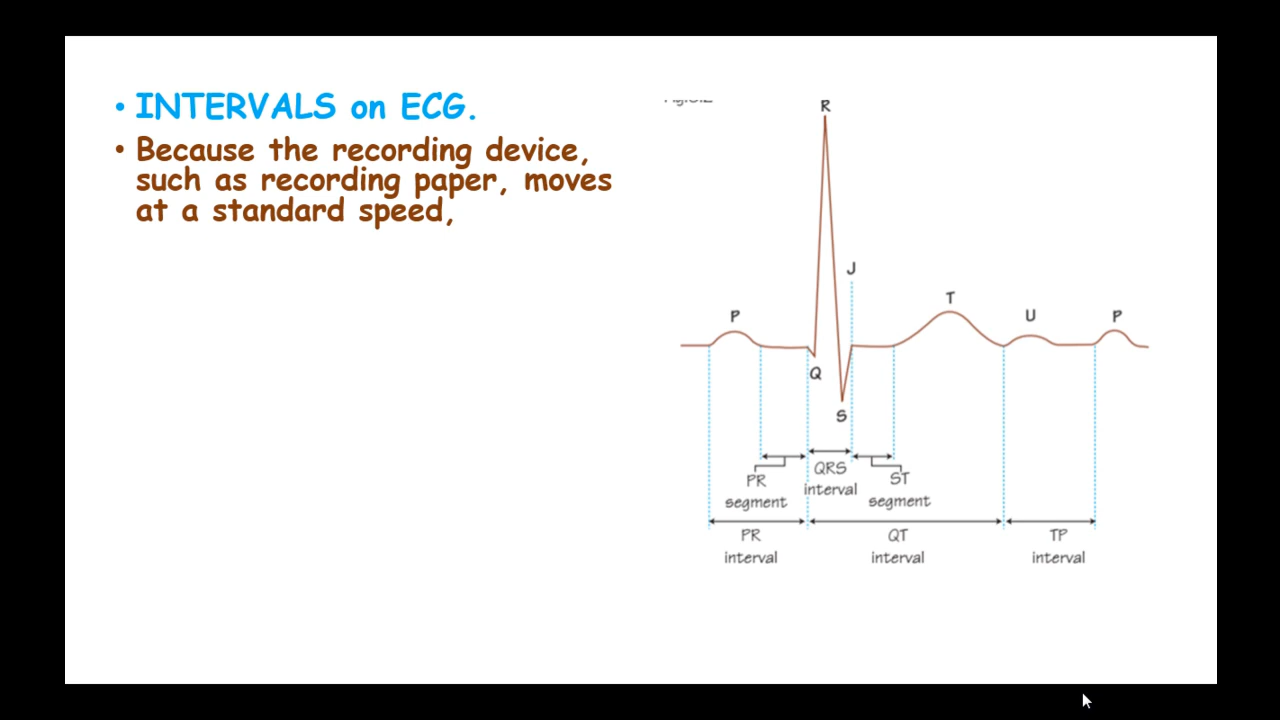 • INTERVALS on ECG.
• Because the recording device,
such as recording paper, moves
at a standard speed,
R
J
T
P
U
P
Q
S
QRS
interval
PR
segment
ST
segment
PR
interval
QT
interval
TP
interval